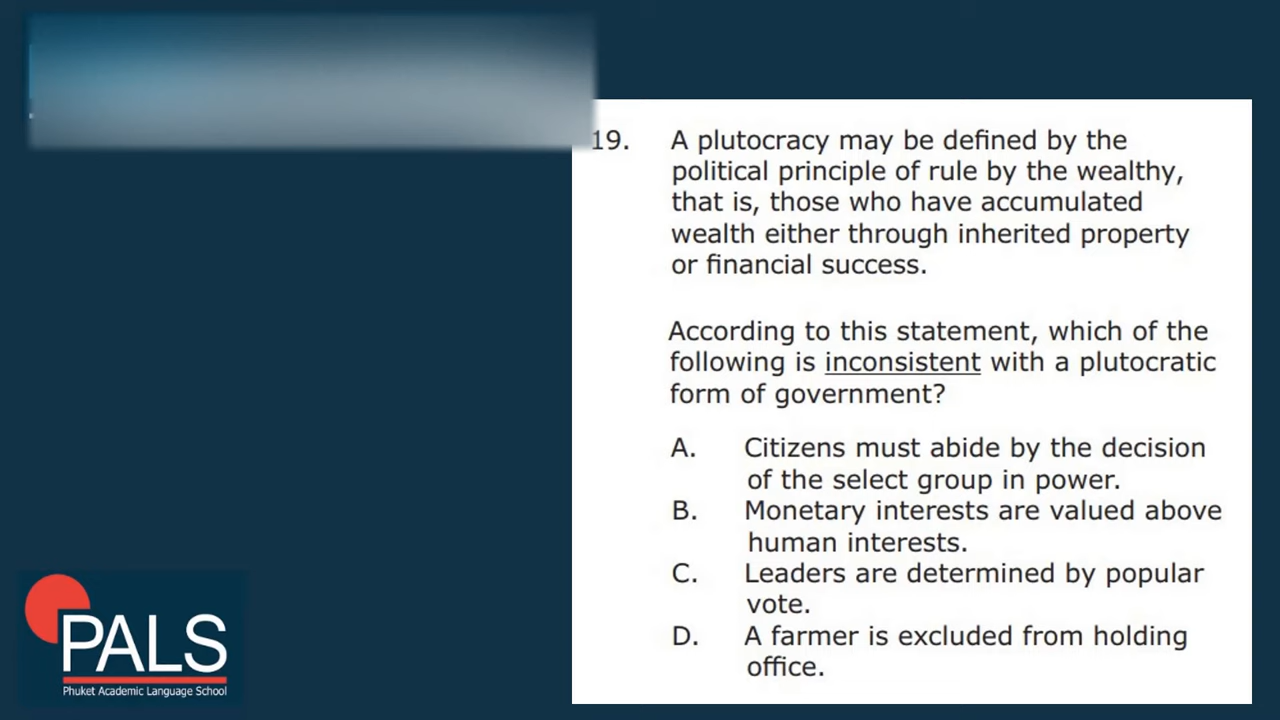 19. A plutocracy may be defined by the
political principle of rule by the wealthy,
that is, those who have accumulated
wealth either through inherited property
or financial success.
According to this statement, which of the
following is inconsistent with a plutocratic
form of government?
A. Citizens must abide by the decision
of the select group in power.
B. Monetary interests are valued above
human interests.
C. Leaders are determined by popular
vote.
D. A farmer is excluded from holding
office.
PALS
Phuket Academic Language School